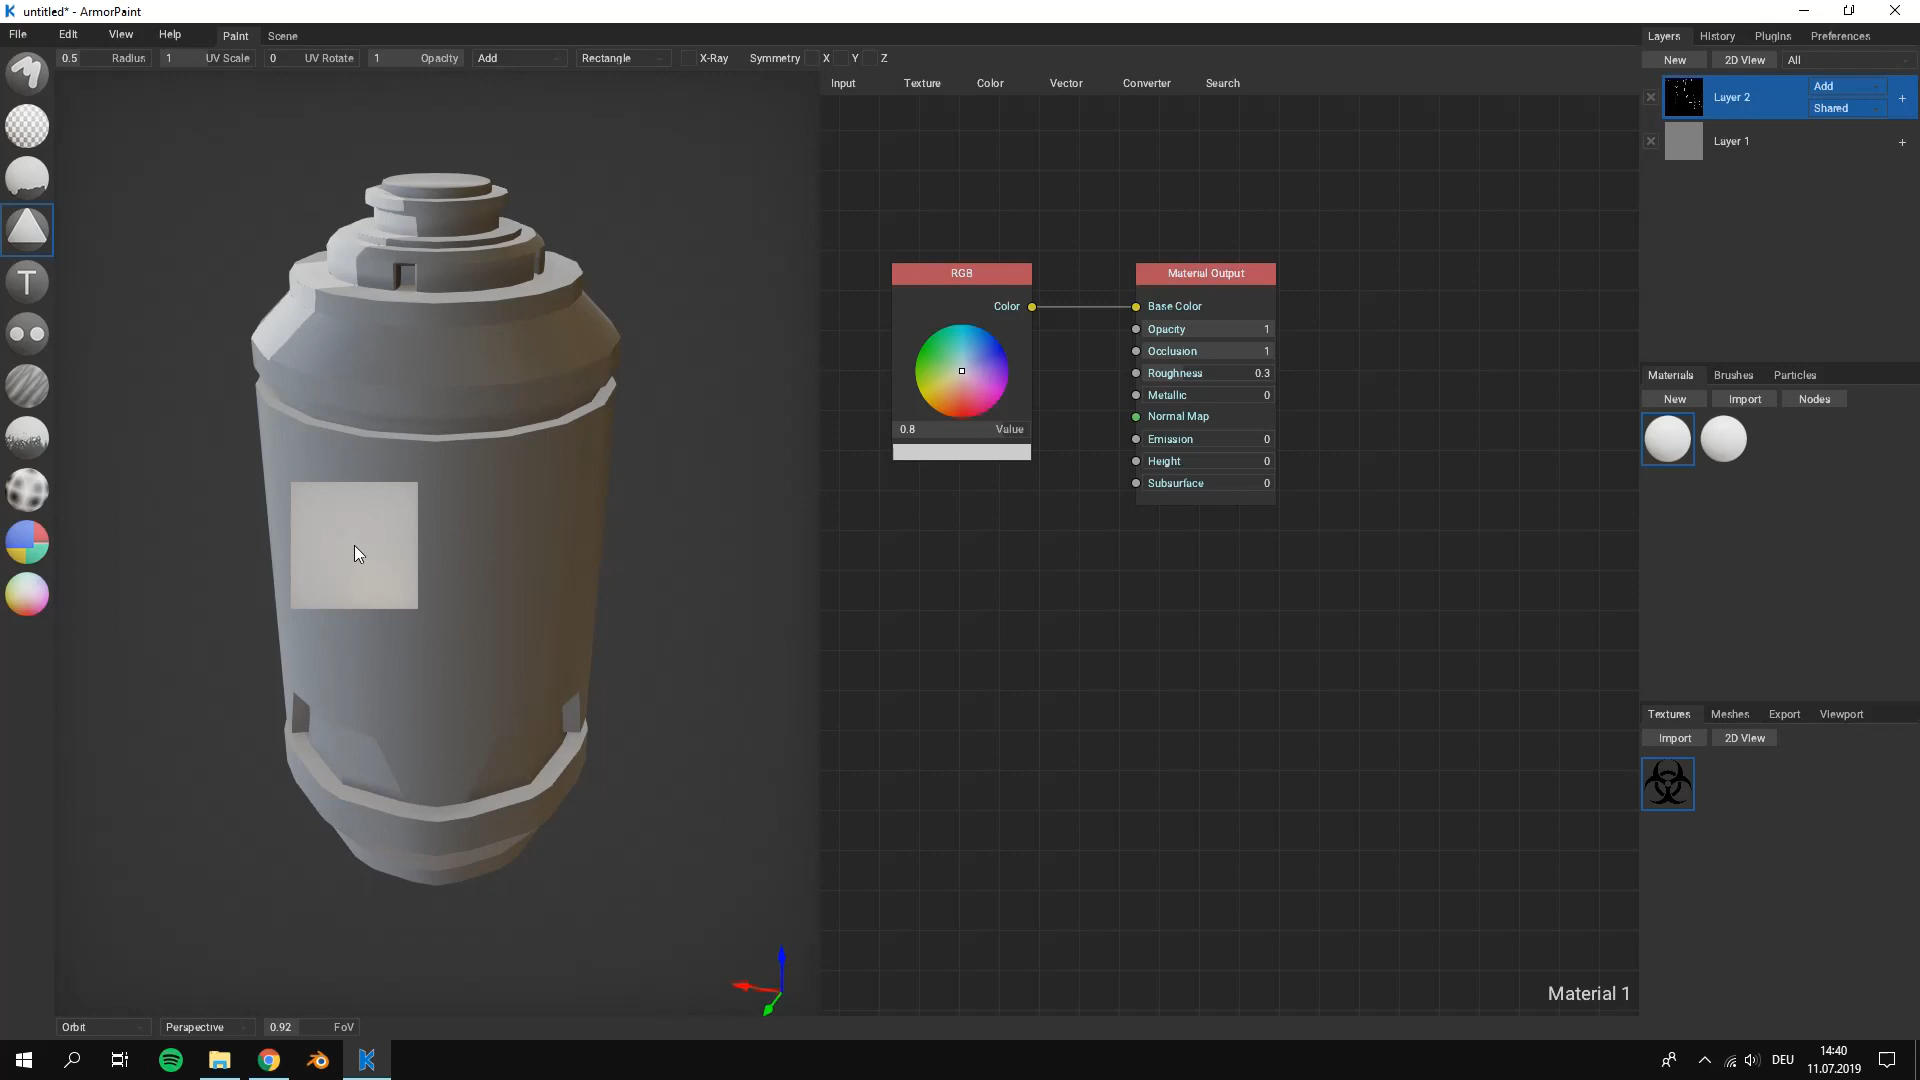 untitled* - ArmorPaint
File Edit View Help Paint Scene
0.5 Radius 1 UV Scale 0 UV Rotate 1 Opacity Add Rectangle X-Ray Symmetry X Y Z
Input Texture Color Vector Converter Search
RGB
Color
0.8 Value
Material Output
Base Color
Opacity 1
Occlusion 1
Roughness 0.3
Metallic 0
Normal Map
Emission 0
Height 0
Subsurface 0
Material 1
Layers History Plugins Preferences
New 2D View All
Layer 2 Add
Shared
Layer 1
Materials Brushes Particles
New Import Nodes
Textures Meshes Export Viewport
Import 2D View
T
Orbit Perspective 0.92 FoV
DEU
14:40
11.07.2019